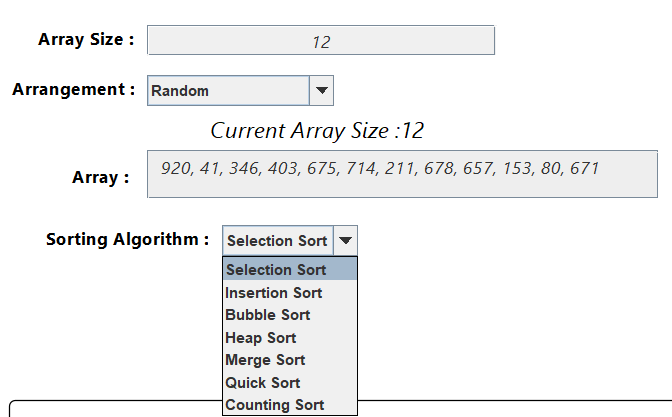 Array Size : 12
Arrangement : Random
Current Array Size :12
Array : 920, 41, 346, 403, 675, 714, 211, 678, 657, 153, 80, 671
Sorting Algorithm : Selection Sort
Selection Sort
Insertion Sort
Bubble Sort
Heap Sort
Merge Sort
Quick Sort
Counting Sort